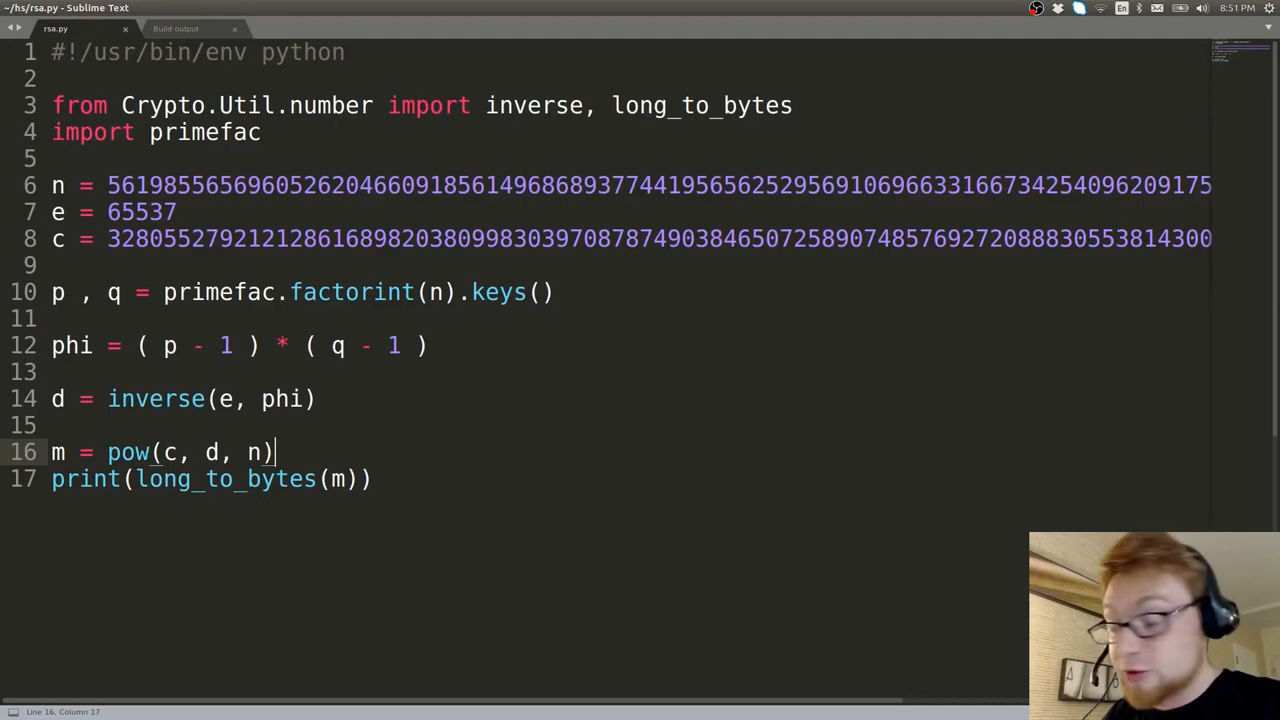 ~/hs/rsa.py - Sublime Text
En
8:51 PM
rsa.py
Build output
1 #!/usr/bin/env python
2
3 from Crypto.Util.number import inverse, long_to_bytes
4 import primefac
5
6 n = 5619855656960526204660918561496868937744195656252956910696633166734254096209175
7 e = 65537
8 c = 3280552792121286168982038099830397087874903846507258907485769272088830553814300
9
10 p , q = primefac.factorint(n).keys()
11
12 phi = ( p - 1 ) * ( q - 1 )
13
14 d = inverse(e, phi)
15
16 m = pow(c, d, n)
17 print(long_to_bytes(m))
Line 16, Column 17